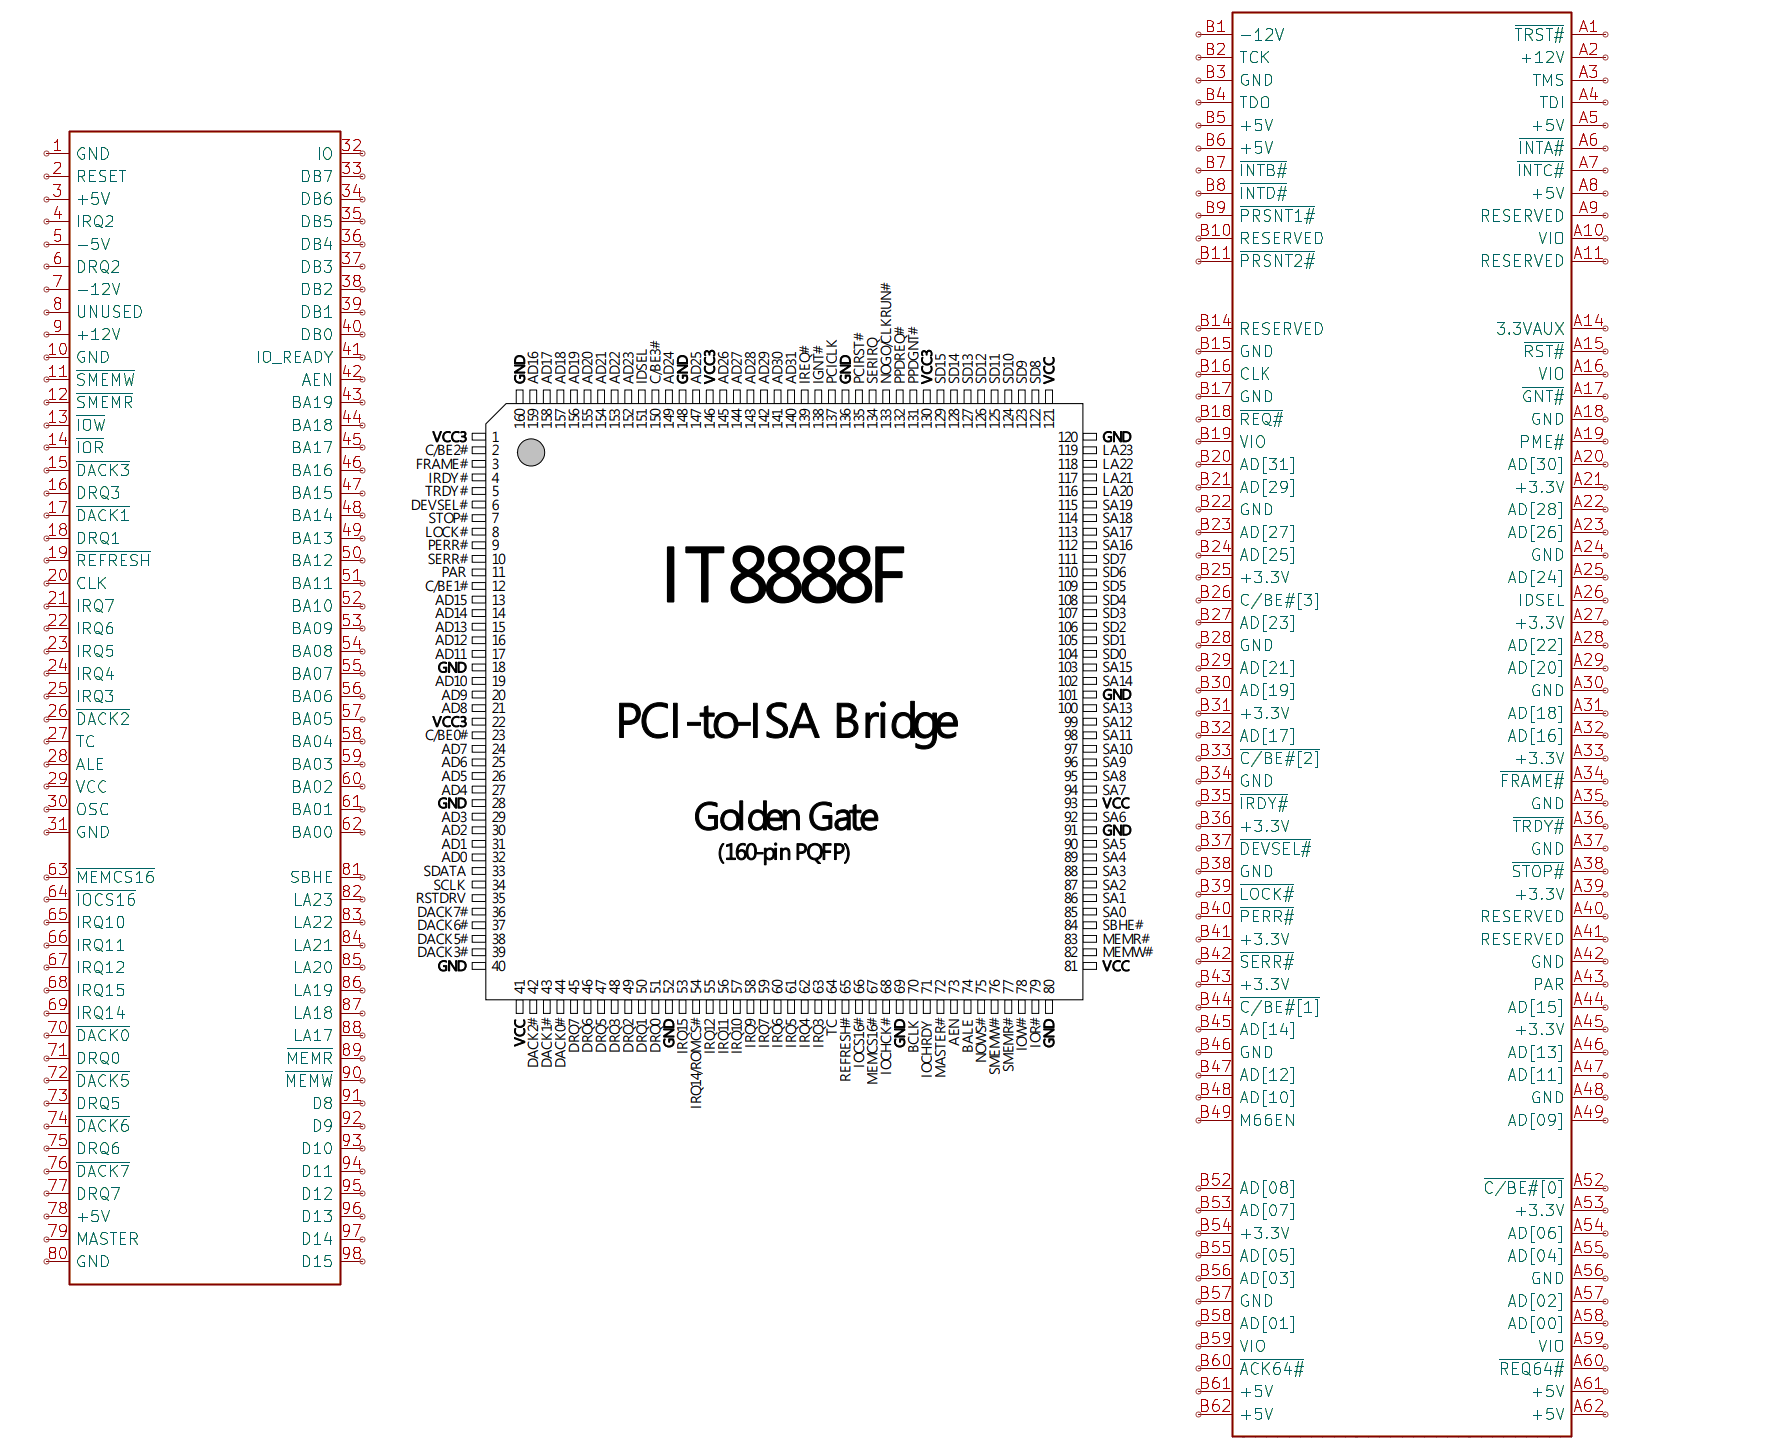 1 GND IO 32
2 RESET DB7 33
3 +5V DB6 34
4 IRQ2 DB5 35
5 -5V DB4 36
6 DRQ2 DB3 37
7 -12V DB2 38
8 UNUSED DB1 39
9 +12V DB0 40
10 GND IO_READY 41
11 SMEMW AEN 42
12 SMEMR BA19 43
13 IOW BA18 44
14 IOR BA17 45
15 DACK3 BA16 46
16 DRQ3 BA15 47
17 DACK1 BA14 48
18 DRQ1 BA13 49
19 REFRESH BA12 50
20 CLK BA11 51
21 IRQ7 BA10 52
22 IRQ6 BA09 53
23 IRQ5 BA08 54
24 IRQ4 BA07 55
25 IRQ3 BA06 56
26 DACK2 BA05 57
27 TC BA04 58
28 ALE BA03 59
29 VCC BA02 60
30 OSC BA01 61
31 GND BA00 62
63 MEMCS16 SBHE 81
64 IOCS16 LA23 82
65 IRQ10 LA22 83
66 IRQ11 LA21 84
67 IRQ12 LA20 85
68 IRQ15 LA19 86
69 IRQ14 LA18 87
70 DACK0 LA17 88
71 DRQ0 MEMR 89
72 DACK5 MEMW 90
73 DRQ5 D8 91
74 DACK6 D9 92
75 DRQ6 D10 93
76 DACK7 D11 94
77 DRQ7 D12 95
78 +5V D13 96
79 MASTER D14 97
80 GND D15 98
GND 160
AD16 159
AD17 158
AD18 157
AD19 156
AD20 155
AD21 154
AD22 153
AD23 152
IDSEL 151
C/BE3# 150
AD24 149
GND 148
AD25 147
VCC3 146
AD26 145
AD27 144
AD28 143
AD29 142
AD30 141
AD31 140
IREQ# 139
IGNT# 138
PCICLK 137
GND 136
PCIRST# 135
SERIRQ 134
NOGO/CLKRUN# 133
PPDREQ# 132
PPDGNT# 131
VCC3 130
SD15 129
SD14 128
SD13 127
SD12 126
SD11 125
SD10 124
SD9 123
SD8 122
VCC 121
VCC3 1 120 GND
C/BE2# 2 119 LA23
FRAME# 3 118 LA22
IRDY# 4 117 LA21
TRDY# 5 116 LA20
DEVSEL# 6 115 SA19
STOP# 7 114 SA18
LOCK# 8 113 SA17
PERR# 9 112 SA16
SERR# 10 111 SD7
PAR 11 110 SD6
C/BE1# 12 109 SD5
AD15 13 108 SD4
AD14 14 107 SD3
AD13 15 106 SD2
AD12 16 105 SD1
AD11 17 104 SD0
GND 18 103 SA15
AD10 19 102 SA14
AD9 20 101 GND
AD8 21 100 SA13
VCC3 22 99 SA12
C/BE0# 23 98 SA11
AD7 24 97 SA10
AD6 25 96 SA9
AD5 26 95 SA8
AD4 27 94 SA7
GND 28 93 VCC
AD3 29 92 SA6
AD2 30 91 GND
AD1 31 90 SA5
AD0 32 89 SA4
SDATA 33 88 SA3
SCLK 34 87 SA2
RSTDRV 35 86 SA1
DACK7# 36 85 SA0
DACK6# 37 84 SBHE#
DACK5# 38 83 MEMR#
DACK3# 39 82 MEMW#
GND 40 81 VCC
IT8888F
PCI-to-ISA Bridge
Golden Gate
(160-pin PQFP)
41 VCC
42 DACK2#
43 DACK1#
44 DACK0#
45 DRQ7
46 DRQ6
47 DRQ5
48 DRQ3
49 DRQ2
50 DRQ1
51 DRQ0
52 GND
53 IRQ15
54 IRQ14/ROMCS#
55 IRQ12
56 IRQ11
57 IRQ10
58 IRQ9
59 IRQ7
60 IRQ6
61 IRQ5
62 IRQ4
63 IRQ3
64 TC
65 REFRESH#
66 IOCS16#
67 MEMCS16#
68 IOCHCK#
69 GND
70 BCLK
71 IOCHRDY
72 MASTER#
73 AEN
74 BALE
75 NOWS#
76 SMEMW#
77 SMEMR#
78 IOW#
79 IOR#
80 GND
B1 -12V TRST# A1
B2 TCK +12V A2
B3 GND TMS A3
B4 TDO TDI A4
B5 +5V +5V A5
B6 +5V INTA# A6
B7 INTB# INTC# A7
B8 INTD# +5V A8
B9 PRSNT1# RESERVED A9
B10 RESERVED VIO A10
B11 PRSNT2# RESERVED A11
B14 RESERVED 3.3VAUX A14
B15 GND RST# A15
B16 CLK VIO A16
B17 GND GNT# A17
B18 REQ# GND A18
B19 VIO PME# A19
B20 AD[31] AD[30] A20
B21 AD[29] +3.3V A21
B22 GND AD[28] A22
B23 AD[27] AD[26] A23
B24 AD[25] GND A24
B25 +3.3V AD[24] A25
B26 C/BE#[3] IDSEL A26
B27 AD[23] +3.3V A27
B28 GND AD[22] A28
B29 AD[21] AD[20] A29
B30 AD[19] GND A30
B31 +3.3V AD[18] A31
B32 AD[17] AD[16] A32
B33 C/BE#[2] +3.3V A33
B34 GND FRAME# A34
B35 IRDY# GND A35
B36 +3.3V TRDY# A36
B37 DEVSEL# GND A37
B38 GND STOP# A38
B39 LOCK# +3.3V A39
B40 PERR# RESERVED A40
B41 +3.3V RESERVED A41
B42 SERR# GND A42
B43 +3.3V PAR A43
B44 C/BE#[1] AD[15] A44
B45 AD[14] +3.3V A45
B46 GND AD[13] A46
B47 AD[12] AD[11] A47
B48 AD[10] GND A48
B49 M66EN AD[09] A49
B52 AD[08] C/BE#[0] A52
B53 AD[07] +3.3V A53
B54 +3.3V AD[06] A54
B55 AD[05] AD[04] A55
B56 AD[03] GND A56
B57 GND AD[02] A57
B58 AD[01] AD[00] A58
B59 VIO VIO A59
B60 ACK64# REQ64# A60
B61 +5V +5V A61
B62 +5V +5V A62